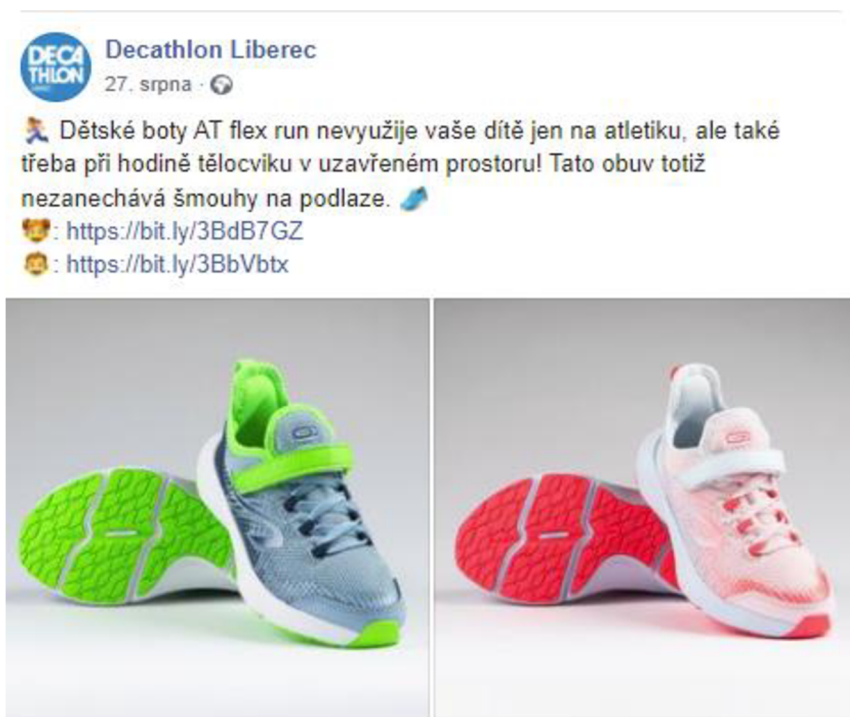 DECA
THLON
Decathlon Liberec
27. srpna ·
Dětské boty AT flex run nevyužije vaše dítě jen na atletiku, ale také
třeba při hodině tělocviku v uzavřeném prostoru! Tato obuv totiž
nezanechává šmouhy na podlaze.
: https://bit.ly/3BdB7GZ
: https://bit.ly/3BbVbtx